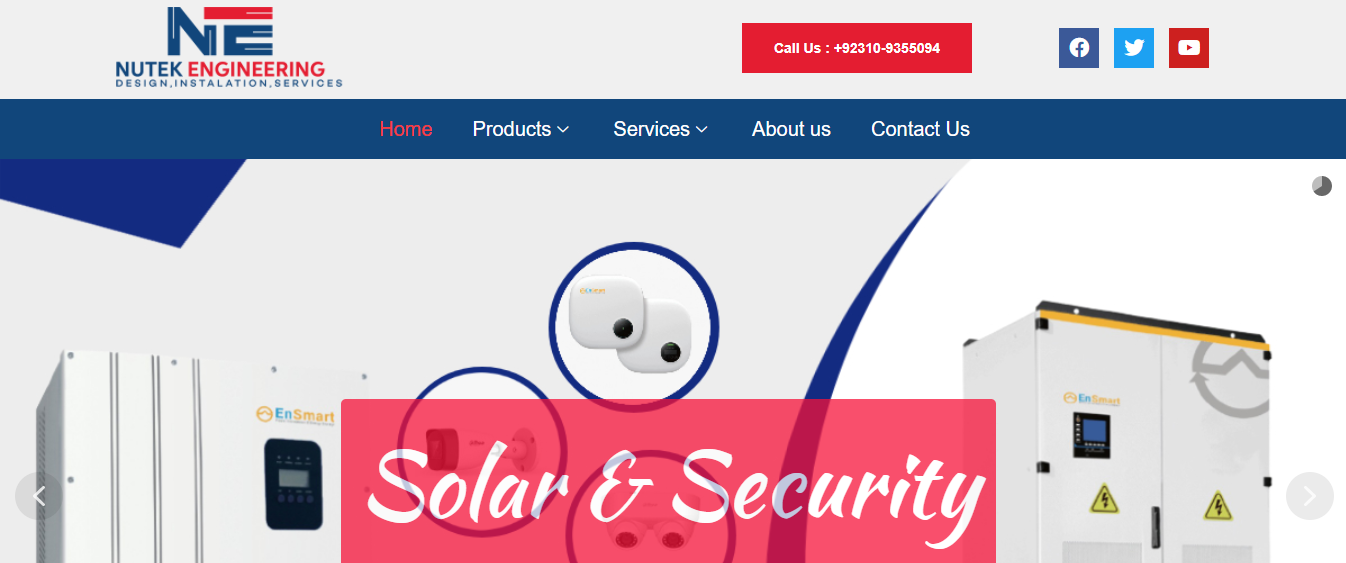 NE
NUTEK ENGINEERING
DESIGN,INSTALATION,SERVICES
Call Us : +92310-9355094
Home
Products
Services
About us
Contact Us
EnSmart
EnSmart
EnSmart
Solar & Security